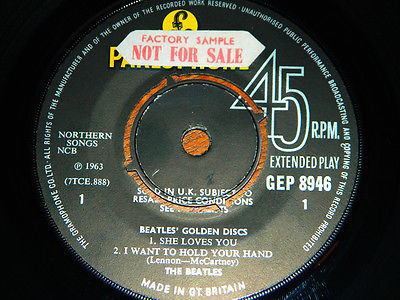 THE GRAMOPHONE CO. LTD. · ALL RIGHTS OF THE MANUFACTURER AND OF THE OWNER OF THE RECORDED WORK RESERVED · UNAUTHORISED PUBLIC PERFORMANCE BROADCASTING AND COPYING OF THIS RECORD PROHIBITED
FACTORY SAMPLE
NOT FOR SALE
45 R.P.M.
EXTENDED PLAY
GEP 8946
NORTHERN
SONGS
NCB
℗ 1963
(7TCE.888)
1
1
SOLD IN U.K. SUBJECT TO
RESALE PRICE CONDITIONS
SEE
BEATLES' GOLDEN DISCS
1. SHE LOVES YOU
2. I WANT TO HOLD YOUR HAND
(Lennon—McCartney)
THE BEATLES
MADE IN GT. BRITAIN